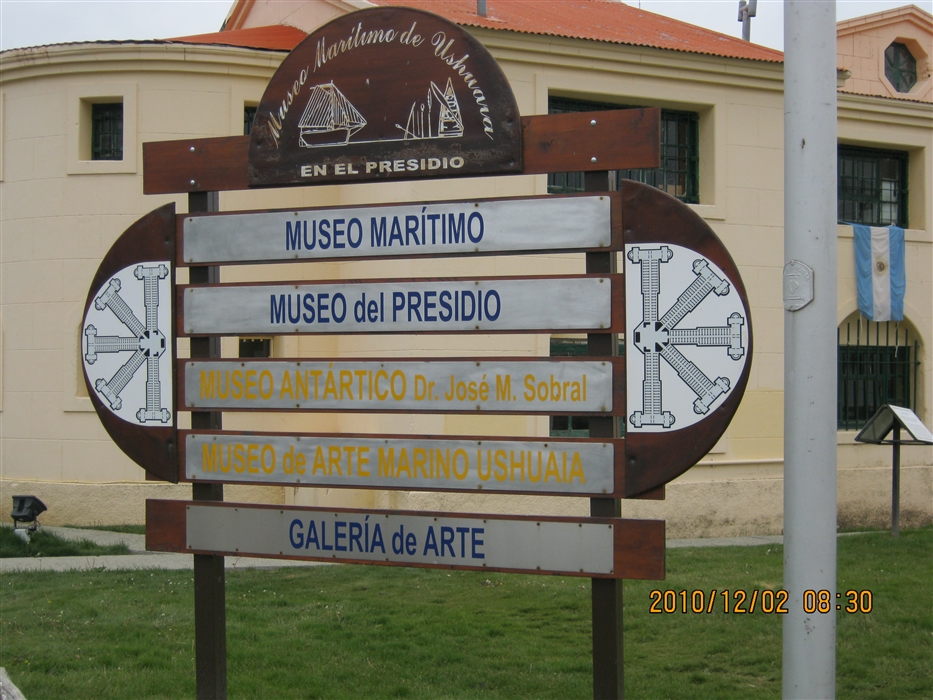 Museo Marítimo de Ushuaia
EN EL PRESIDIO
MUSEO MARÍTIMO
MUSEO del PRESIDIO
MUSEO ANTÁRTICO Dr. José M. Sobral
MUSEO de ARTE MARINO USHUAIA
GALERÍA de ARTE
2010/12/02 08:30